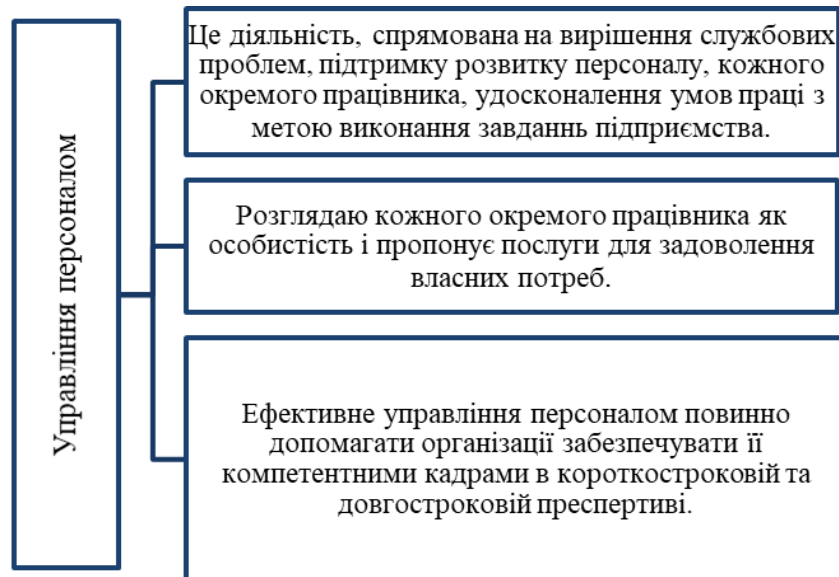 Управління персоналом
Це діяльність, спрямована на вирішення службових
проблем, підтримку розвитку персоналу, кожного
окремого працівника, удосконалення умов праці з
метою виконання завданнь підприємства.
Розглядаю кожного окремого працівника як
особистість і пропонує послуги для задоволення
власних потреб.
Ефективне управління персоналом повинно
допомагати організації забезпечувати її
компетентними кадрами в короткостроковій та
довгостроковій преспертиві.